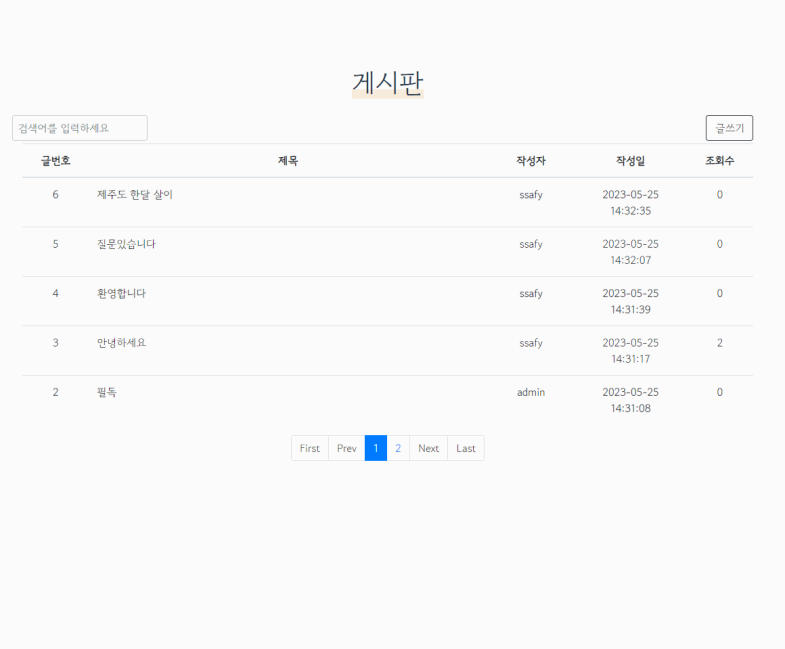 게시판
검색어를 입력하세요 글쓰기
글번호 제목 작성자 작성일 조회수
6 제주도 한달 살이 ssafy 2023-05-25 0
14:32:35
5 질문있습니다 ssafy 2023-05-25 0
14:32:07
4 환영합니다 ssafy 2023-05-25 0
14:31:39
3 안녕하세요 ssafy 2023-05-25 2
14:31:17
2 필독 admin 2023-05-25 0
14:31:08
First Prev 1 2 Next Last